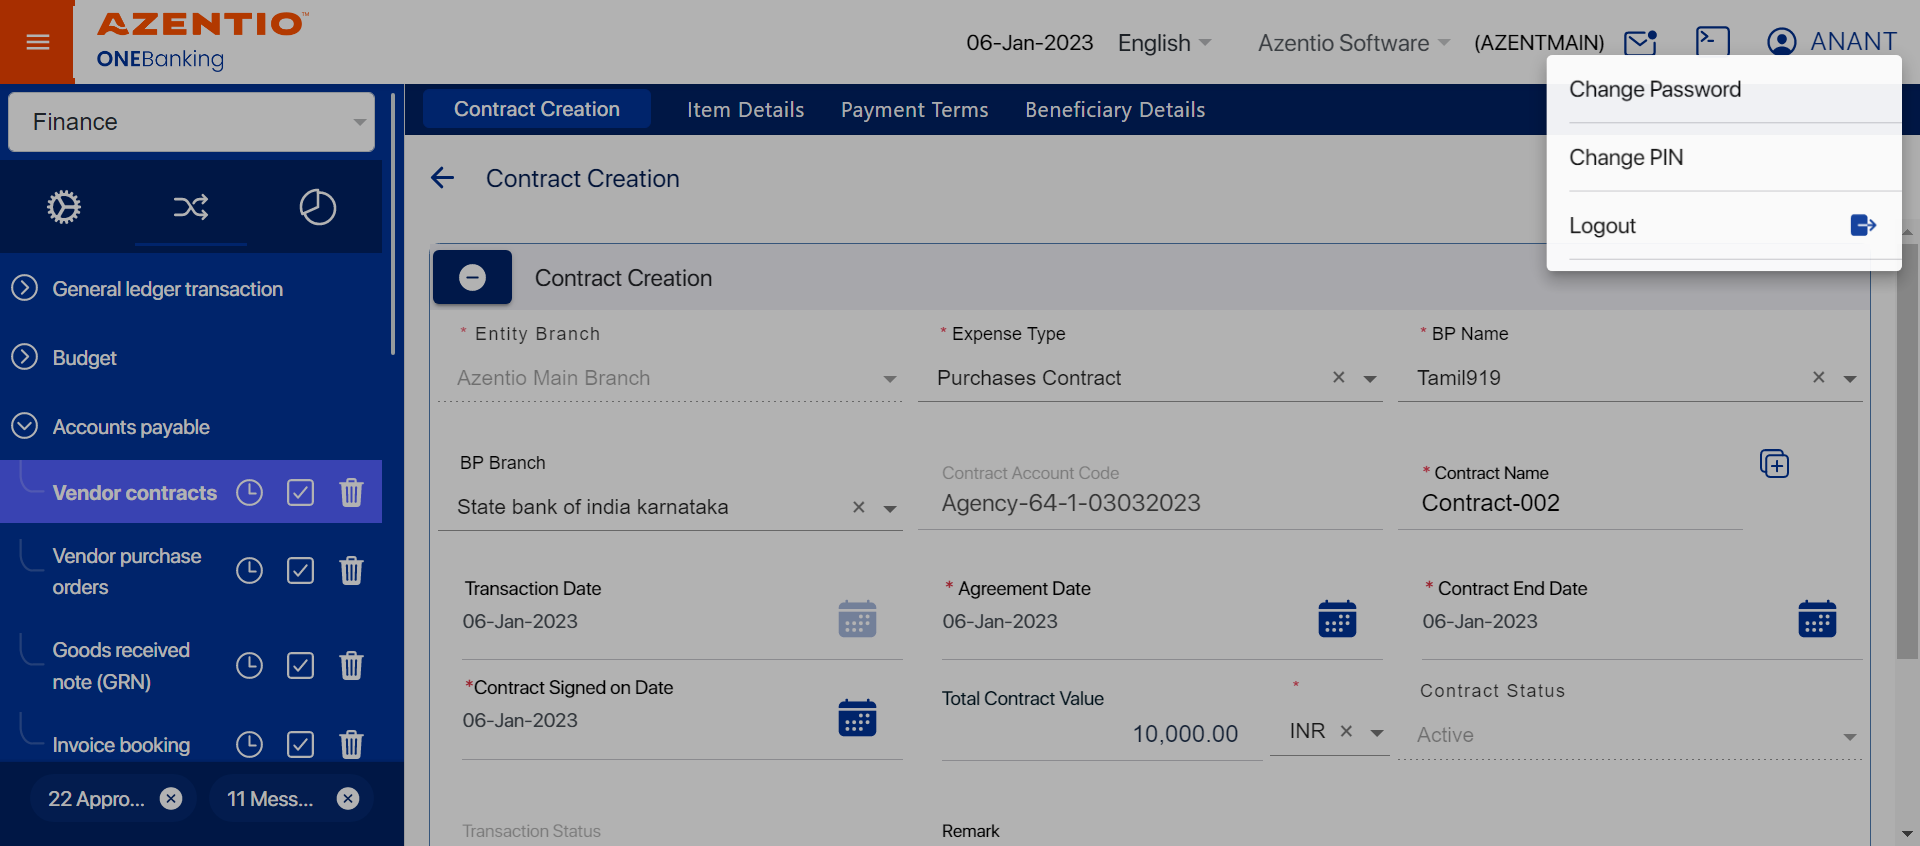 AZENTIO™
ONEBanking
06-Jan-2023
English
Azentio Software
(AZENTMAIN)
ANANT
Change Password
Change PIN
Logout
Finance
General ledger transaction
Budget
Accounts payable
Vendor contracts
Vendor purchase
orders
Goods received
note (GRN)
Invoice booking
22 Appro...
11 Mess...
Contract Creation
Item Details
Payment Terms
Beneficiary Details
Contract Creation
Contract Creation
* Entity Branch
Azentio Main Branch
* Expense Type
Purchases Contract
* BP Name
Tamil919
BP Branch
State bank of india karnataka
Contract Account Code
Agency-64-1-03032023
* Contract Name
Contract-002
Transaction Date
06-Jan-2023
* Agreement Date
06-Jan-2023
* Contract End Date
06-Jan-2023
*Contract Signed on Date
06-Jan-2023
Total Contract Value
10,000.00
*
INR
Contract Status
Active
Transaction Status
Remark